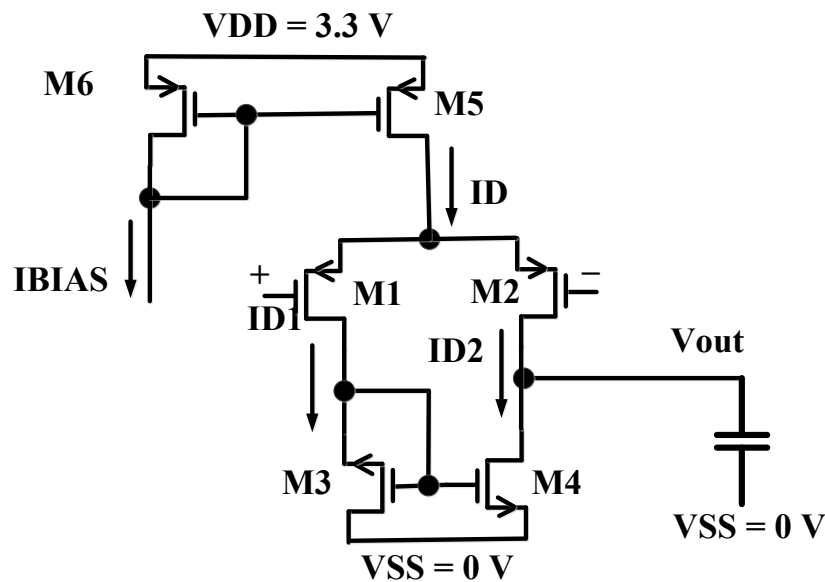 VDD = 3.3 V
M6
M5
ID
IBIAS
+
−
M1
M2
ID1
ID2
Vout
M3
M4
VSS = 0 V
VSS = 0 V